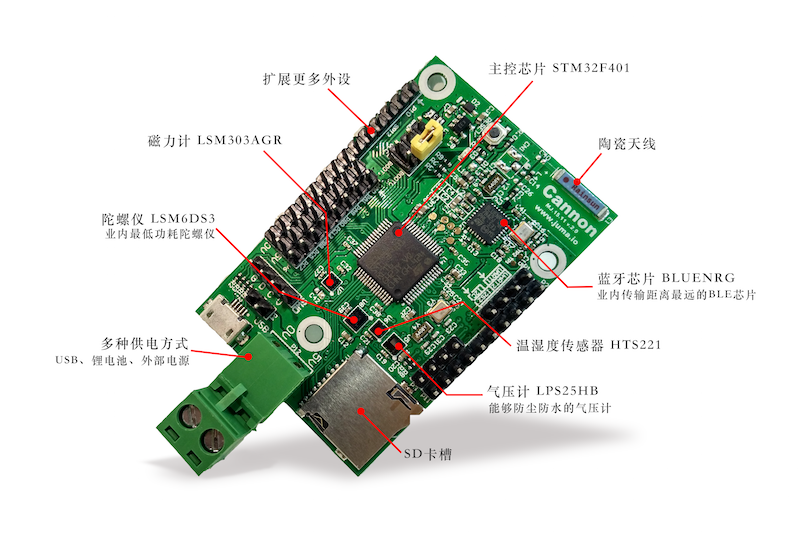 主控芯片 STM32F401
扩展更多外设
磁力计 LSM303AGR
陶瓷天线
陀螺仪 LSM6DS3
业内最低功耗陀螺仪
Cannon
www.juma.io
蓝牙芯片 BLUENRG
业内传输距离最远的BLE芯片
多种供电方式
USB、锂电池、外部电源
温湿度传感器 HTS221
气压计 LPS25HB
能够防尘防水的气压计
SD卡槽
USB
5V